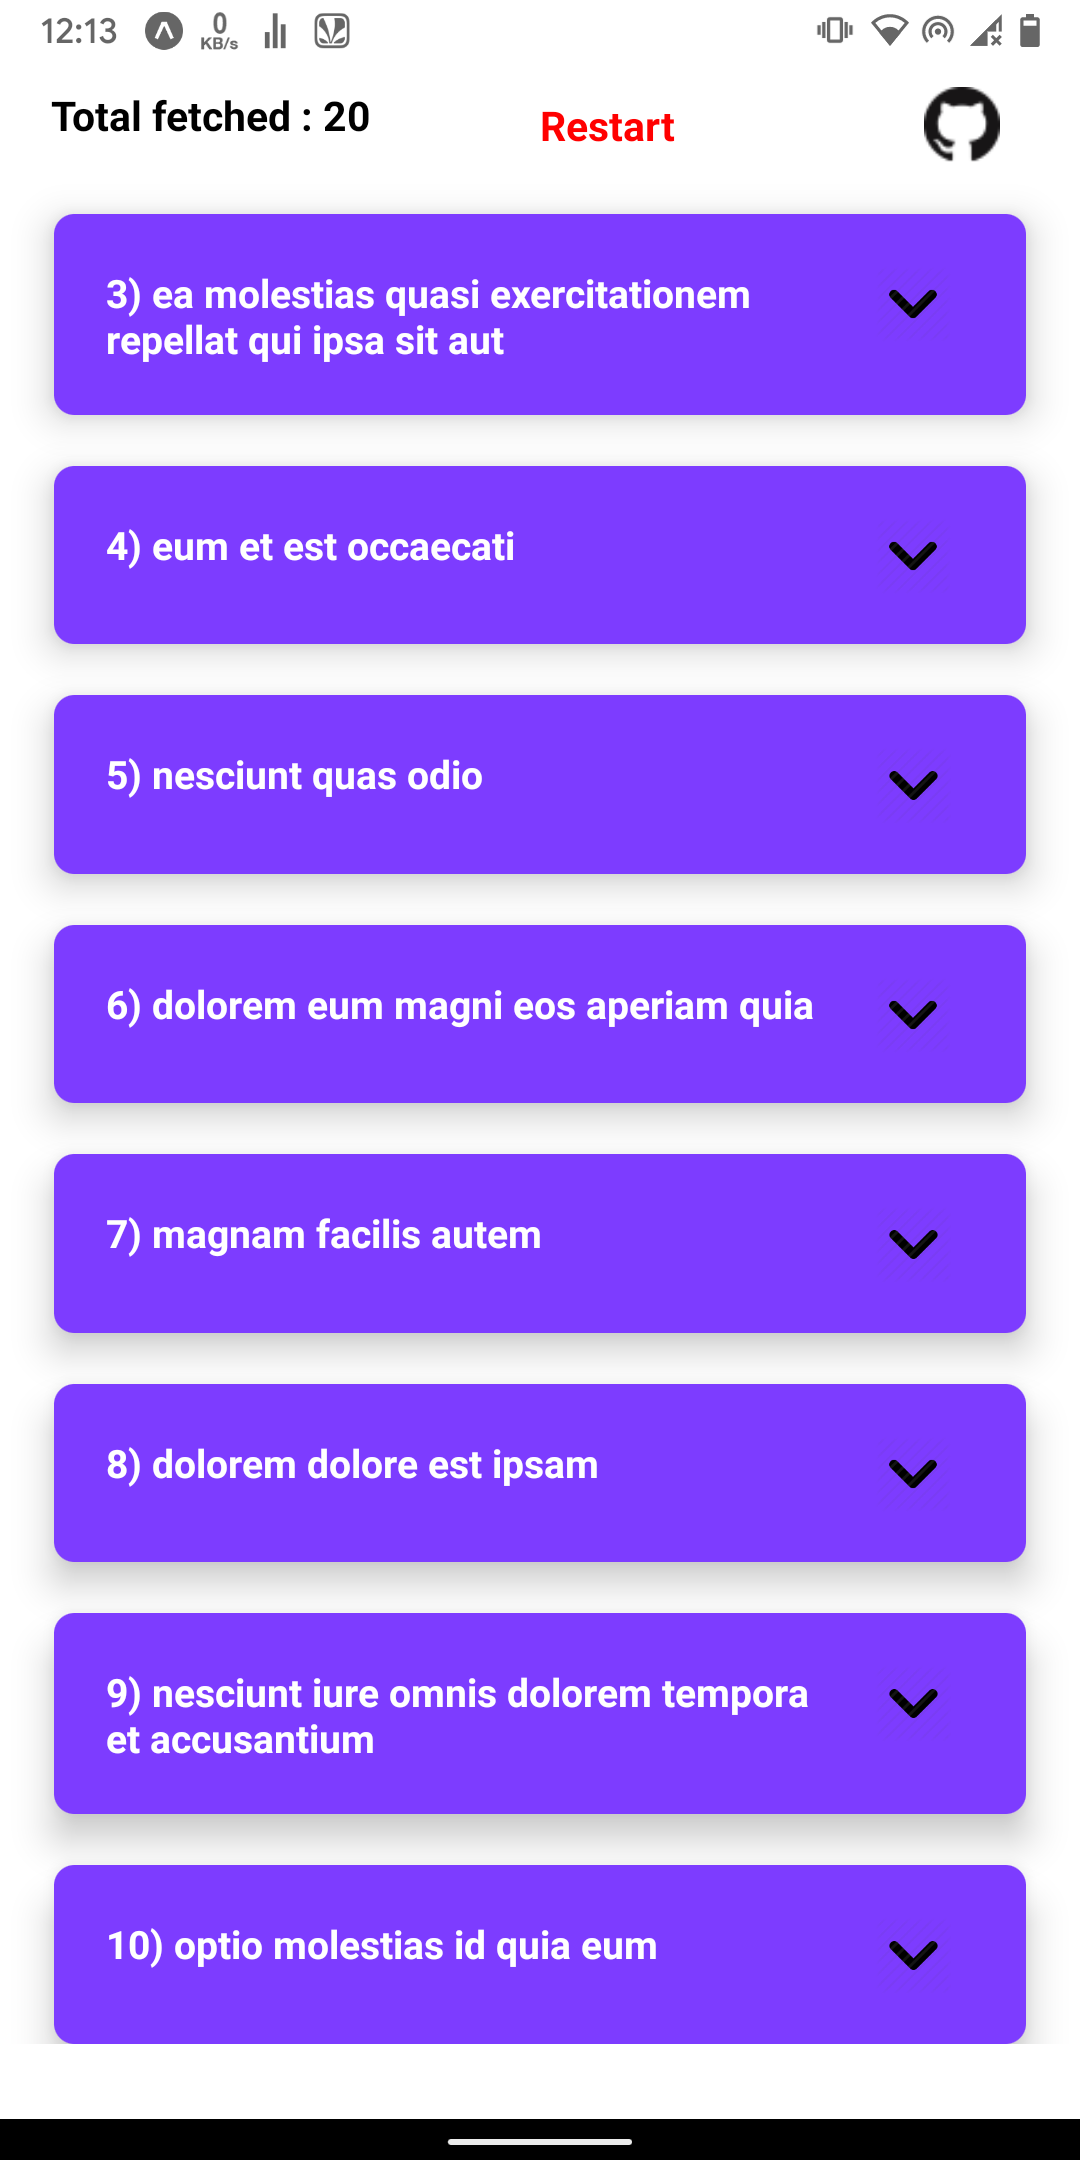 12:13
0
KB/s
Total fetched : 20
Restart
3) ea molestias quasi exercitationem
repellat qui ipsa sit aut
4) eum et est occaecati
5) nesciunt quas odio
6) dolorem eum magni eos aperiam quia
7) magnam facilis autem
8) dolorem dolore est ipsam
9) nesciunt iure omnis dolorem tempora
et accusantium
10) optio molestias id quia eum